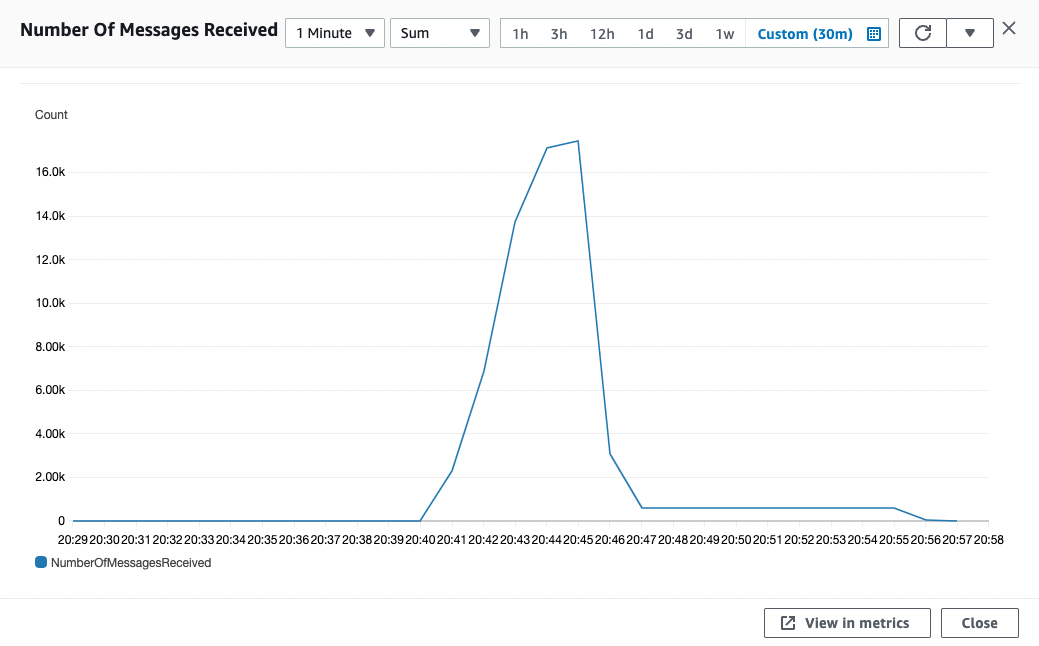 Number Of Messages Received 1 Minute Sum 1h 3h 12h 1d 3d 1w Custom (30m)
Count
16.0k
14.0k
12.0k
10.0k
8.00k
6.00k
4.00k
2.00k
0
20:29 20:30 20:31 20:32 20:33 20:34 20:35 20:36 20:37 20:38 20:39 20:40 20:41 20:42 20:43 20:44 20:45 20:46 20:47 20:48 20:49 20:50 20:51 20:52 20:53 20:54 20:55 20:56 20:57 20:58
NumberOfMessagesReceived
View in metrics Close